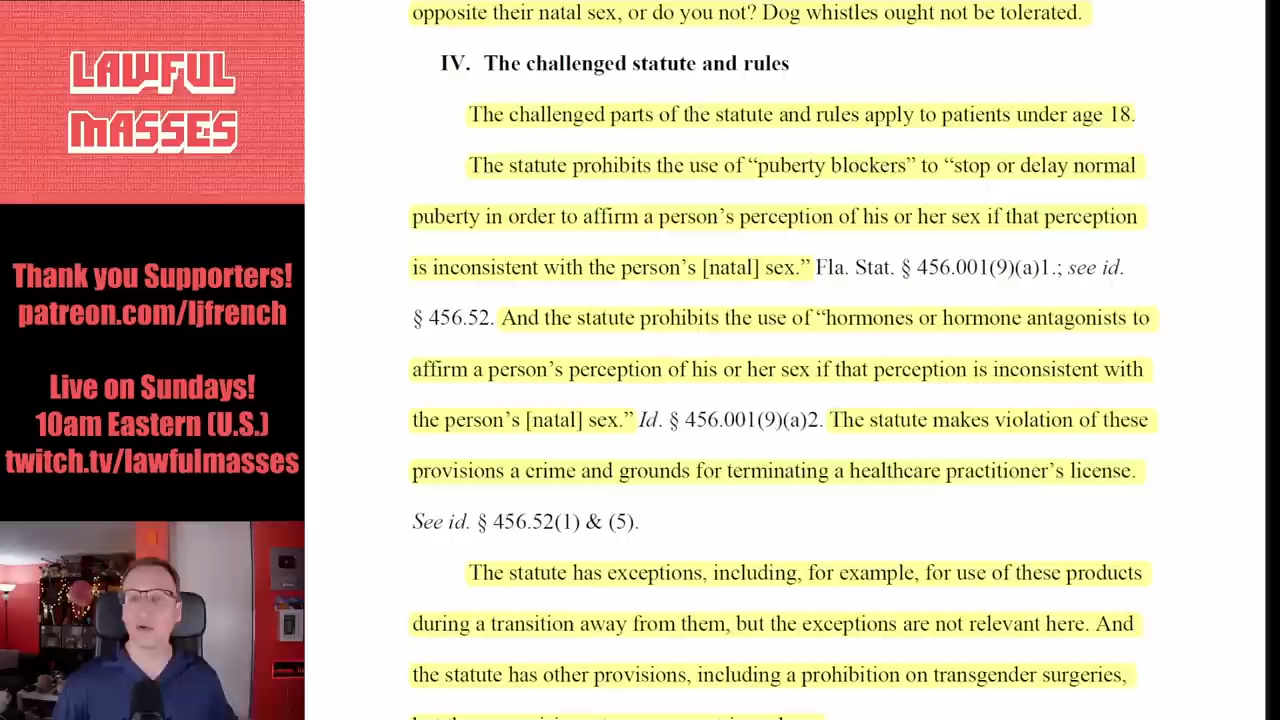 LAWFUL
MASSES
Thank you Supporters!
patreon.com/ljfrench
Live on Sundays!
10am Eastern (U.S.)
twitch.tv/lawfulmasses
opposite their natal sex, or do you not? Dog whistles ought not be tolerated.
IV. The challenged statute and rules
The challenged parts of the statute and rules apply to patients under age 18.
The statute prohibits the use of “puberty blockers” to “stop or delay normal
puberty in order to affirm a person’s perception of his or her sex if that perception
is inconsistent with the person’s [natal] sex.” Fla. Stat. § 456.001(9)(a)1.; see id.
§ 456.52. And the statute prohibits the use of “hormones or hormone antagonists to
affirm a person’s perception of his or her sex if that perception is inconsistent with
the person’s [natal] sex.” Id. § 456.001(9)(a)2. The statute makes violation of these
provisions a crime and grounds for terminating a healthcare practitioner’s license.
See id. § 456.52(1) & (5).
The statute has exceptions, including, for example, for use of these products
during a transition away from them, but the exceptions are not relevant here. And
the statute has other provisions, including a prohibition on transgender surgeries,